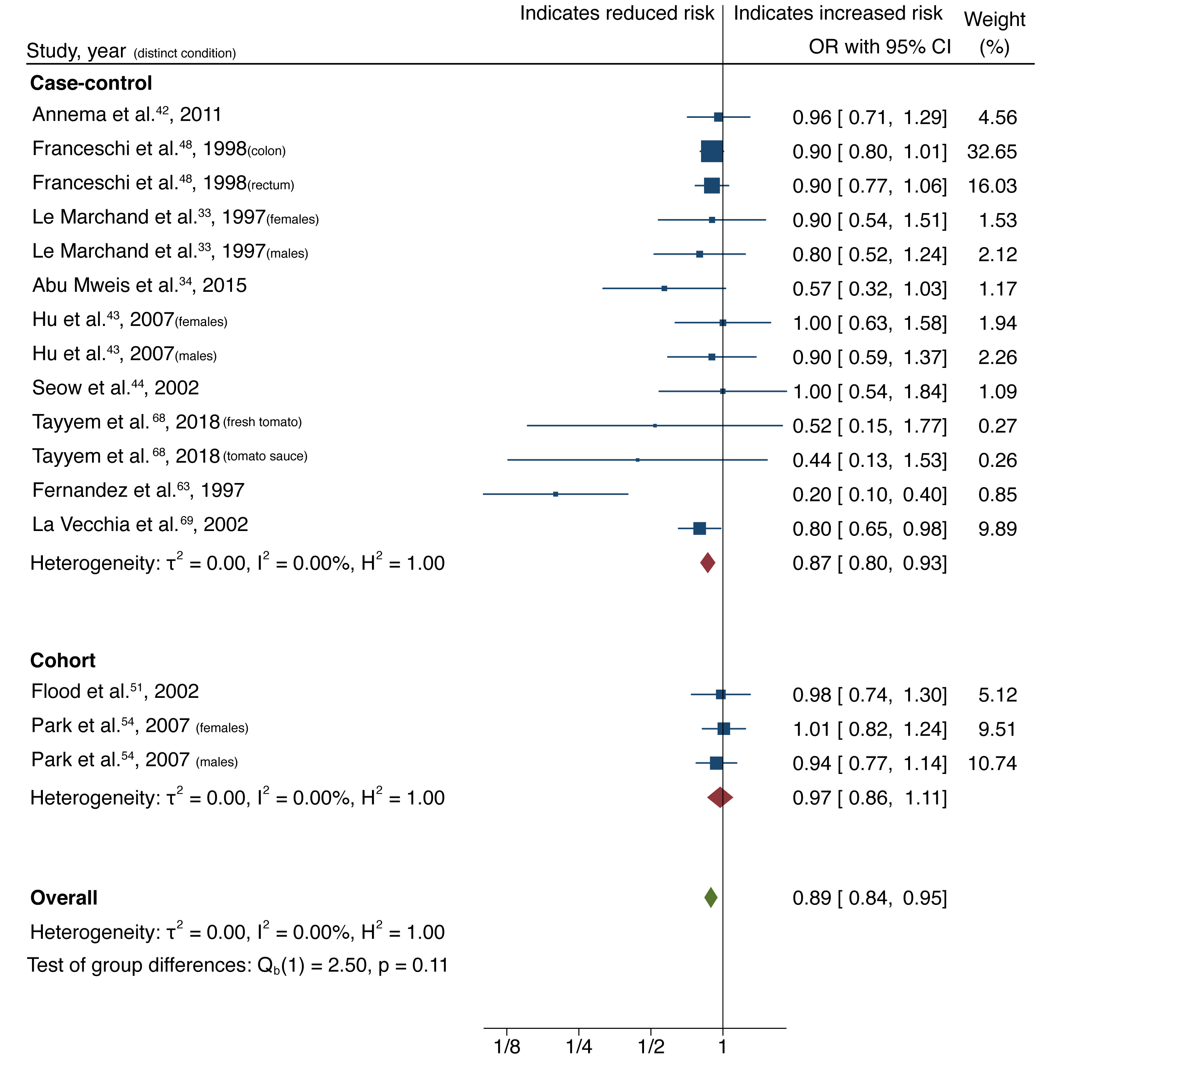 Indicates reduced risk Indicates increased risk Weight
Study, year (distinct condition) OR with 95% CI (%)
Case-control
Annema et al.⁴², 2011 0.96 [ 0.71, 1.29] 4.56
Franceschi et al.⁴⁸, 1998(colon) 0.90 [ 0.80, 1.01] 32.65
Franceschi et al.⁴⁸, 1998(rectum) 0.90 [ 0.77, 1.06] 16.03
Le Marchand et al.³³, 1997(females) 0.90 [ 0.54, 1.51] 1.53
Le Marchand et al.³³, 1997(males) 0.80 [ 0.52, 1.24] 2.12
Abu Mweis et al.³⁴, 2015 0.57 [ 0.32, 1.03] 1.17
Hu et al.⁴³, 2007(females) 1.00 [ 0.63, 1.58] 1.94
Hu et al.⁴³, 2007(males) 0.90 [ 0.59, 1.37] 2.26
Seow et al.⁴⁴, 2002 1.00 [ 0.54, 1.84] 1.09
Tayyem et al.⁶⁸, 2018 (fresh tomato) 0.52 [ 0.15, 1.77] 0.27
Tayyem et al.⁶⁸, 2018 (tomato sauce) 0.44 [ 0.13, 1.53] 0.26
Fernandez et al.⁶³, 1997 0.20 [ 0.10, 0.40] 0.85
La Vecchia et al.⁶⁹, 2002 0.80 [ 0.65, 0.98] 9.89
Heterogeneity: τ² = 0.00, I² = 0.00%, H² = 1.00 0.87 [ 0.80, 0.93]
Cohort
Flood et al.⁵¹, 2002 0.98 [ 0.74, 1.30] 5.12
Park et al.⁵⁴, 2007 (females) 1.01 [ 0.82, 1.24] 9.51
Park et al.⁵⁴, 2007 (males) 0.94 [ 0.77, 1.14] 10.74
Heterogeneity: τ² = 0.00, I² = 0.00%, H² = 1.00 0.97 [ 0.86, 1.11]
Overall 0.89 [ 0.84, 0.95]
Heterogeneity: τ² = 0.00, I² = 0.00%, H² = 1.00
Test of group differences: Q_b(1) = 2.50, p = 0.11
1/8 1/4 1/2 1